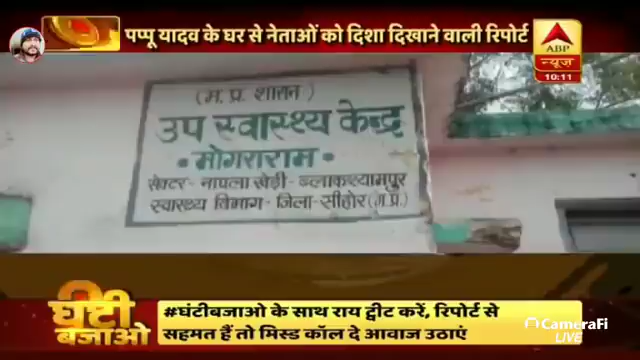 पप्पू यादव के घर से नेताओं को दिशा दिखाने वाली रिपोर्ट
ABP
न्यूज़
10:11
(म.प्र. शासन)
उप स्वास्थ्य केन्द्र
• मोगराराम •
सेक्टर - नापला खेड़ी - ब्लाकश्यामपुर
स्वास्थ्य विभाग - जिला - सीहोर (म.प्र.)
घंटी
बजाओ
#घंटीबजाओ के साथ राय ट्वीट करें, रिपोर्ट से
सहमत हैं तो मिस्ड कॉल दे आवाज उठाएं
CameraFi
LIVE